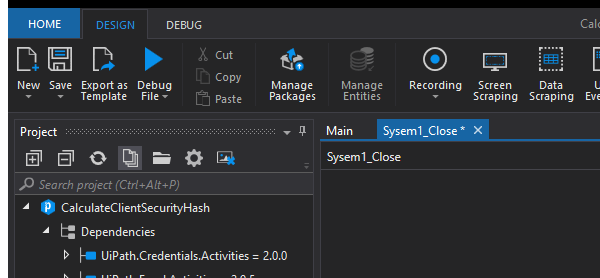 HOME DESIGN DEBUG Calc
New Save Export as Template Debug File Cut Copy Paste Manage Packages Manage Entities Recording Screen Scraping Data Scraping
Project
Main Sysem1_Close *
Search project (Ctrl+Alt+P)
Sysem1_Close
CalculateClientSecurityHash
Dependencies
UiPath.Credentials.Activities = 2.0.0